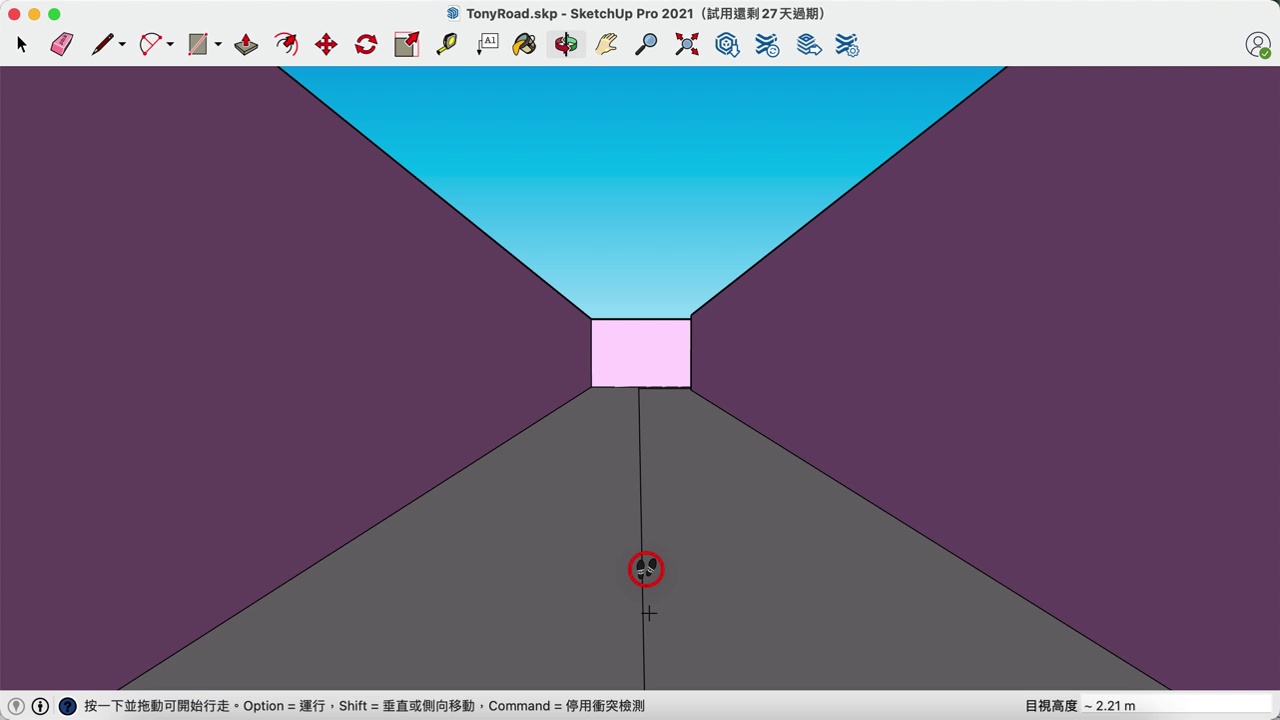 TonyRoad.skp - SketchUp Pro 2021（試用還剩 27 天過期）
A1
按一下並拖動可開始行走。Option = 運行，Shift = 垂直或側向移動，Command = 停用衝突檢測
目視高度 ~ 2.21 m